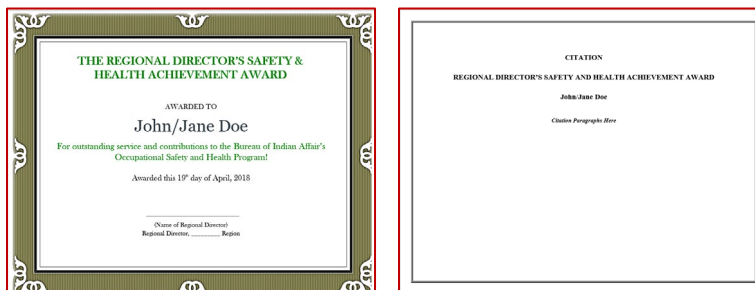 THE REGIONAL DIRECTOR'S SAFETY &
HEALTH ACHIEVEMENT AWARD
AWARDED TO
John/Jane Doe
For outstanding service and contributions to the Bureau of Indian Affair's
Occupational Safety and Health Program!
Awarded this 19th day of April, 2018
(Name of Regional Director)
Regional Director, ________ Region
CITATION
REGIONAL DIRECTOR'S SAFETY AND HEALTH ACHIEVEMENT AWARD
John/Jane Doe
Citation Paragraphs Here